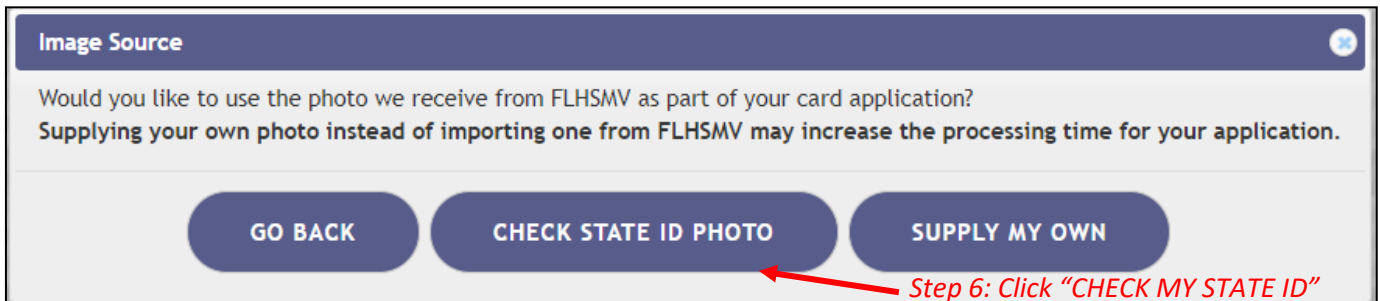 Image Source
Would you like to use the photo we receive from FLHSMV as part of your card application?
Supplying your own photo instead of importing one from FLHSMV may increase the processing time for your application.
GO BACK
CHECK STATE ID PHOTO
SUPPLY MY OWN
Step 6: Click “CHECK MY STATE ID”